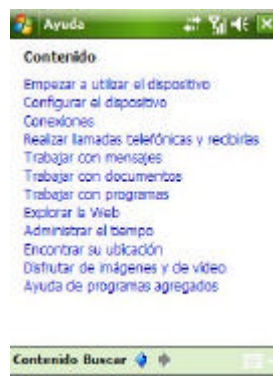 Ayuda
Contenido
Empezar a utilizar el dispositivo
Configurar el dispositivo
Conexiones
Realizar llamadas telefónicas y recibirlas
Trabajar con mensajes
Trabajar con documentos
Trabajar con programas
Explorar la Web
Administrar el tiempo
Encontrar su ubicación
Disfrutar de imágenes y de vídeo
Ayuda de programas agregados
Contenido Buscar